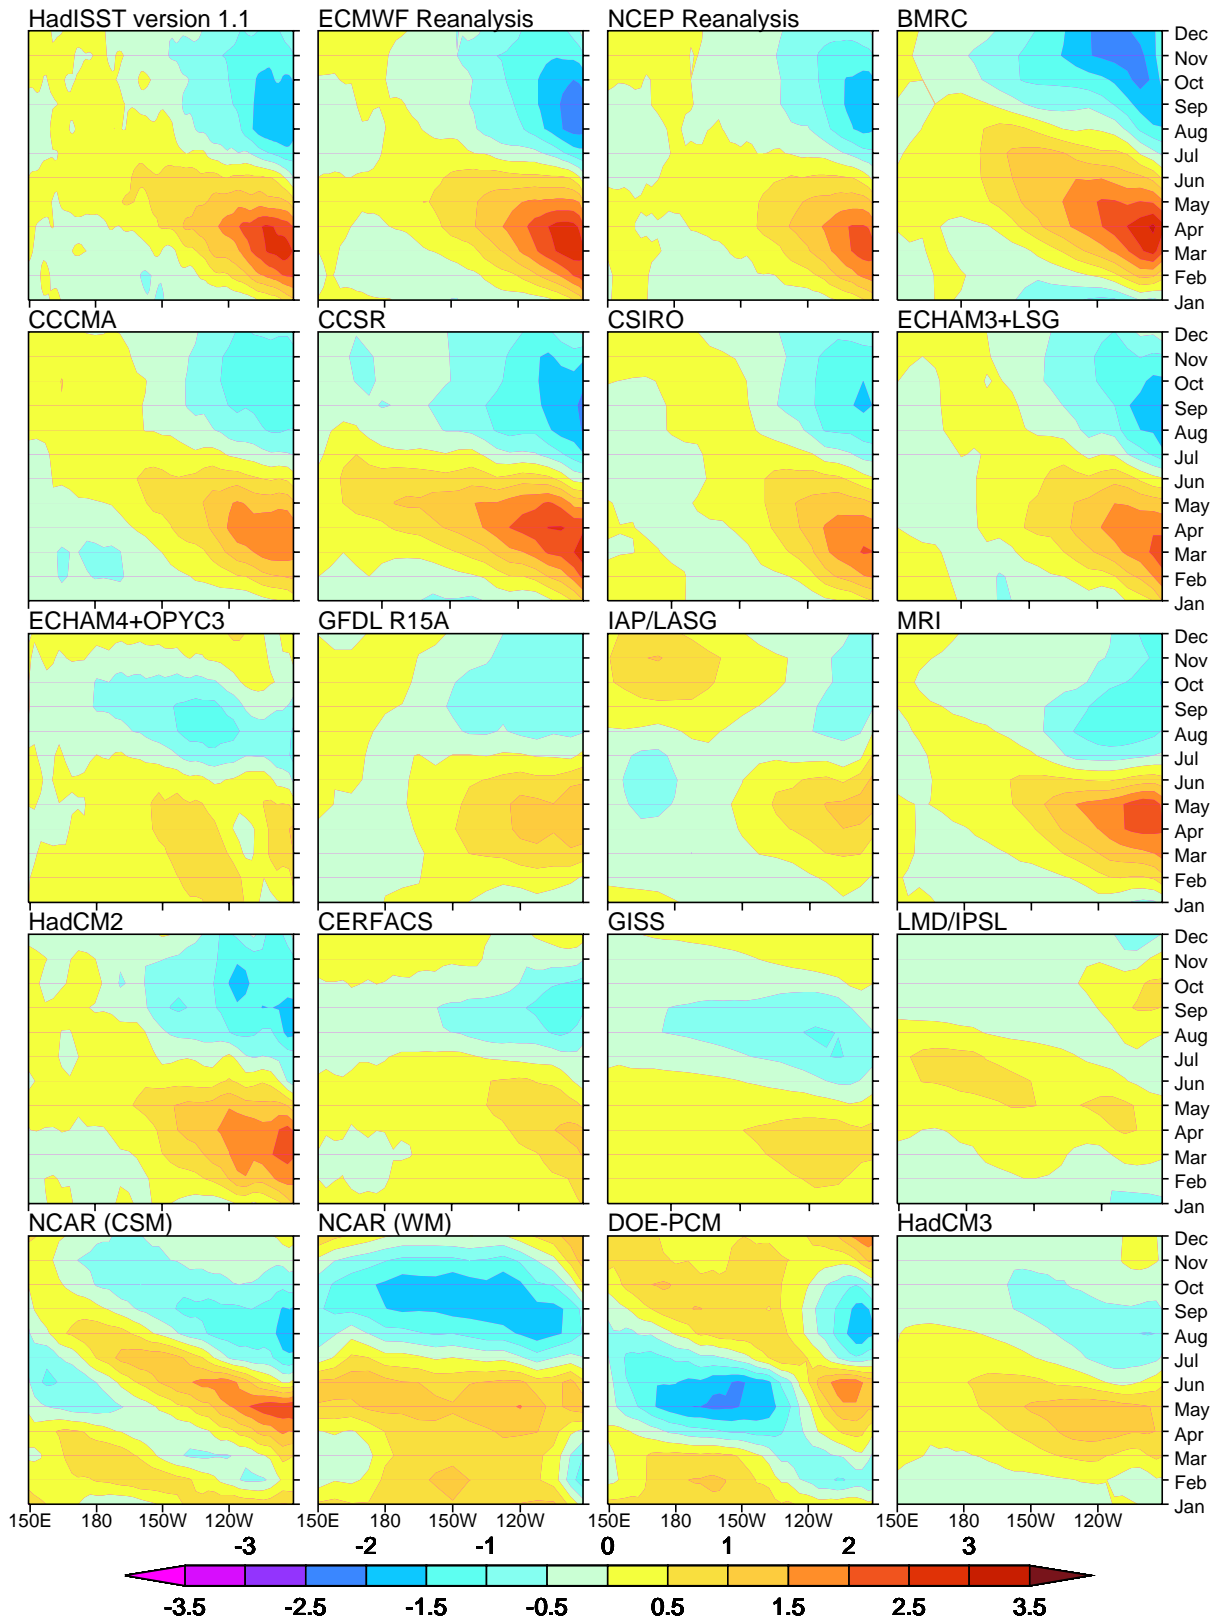 HadISST version 1.1 ECMWF Reanalysis NCEP Reanalysis BMRC
Dec
Nov
Oct
Sep
Aug
Jul
Jun
May
Apr
Mar
Feb
Jan
CCCMA CCSR CSIRO ECHAM3+LSG
Dec
Nov
Oct
Sep
Aug
Jul
Jun
May
Apr
Mar
Feb
Jan
ECHAM4+OPYC3 GFDL R15A IAP/LASG MRI
Dec
Nov
Oct
Sep
Aug
Jul
Jun
May
Apr
Mar
Feb
Jan
HadCM2 CERFACS GISS LMD/IPSL
Dec
Nov
Oct
Sep
Aug
Jul
Jun
May
Apr
Mar
Feb
Jan
NCAR (CSM) NCAR (WM) DOE-PCM HadCM3
Dec
Nov
Oct
Sep
Aug
Jul
Jun
May
Apr
Mar
Feb
Jan
150E 180 150W 120W 150E 180 150W 120W 150E 180 150W 120W 150E 180 150W 120W
-3 -2 -1 0 1 2 3
-3.5 -2.5 -1.5 -0.5 0.5 1.5 2.5 3.5